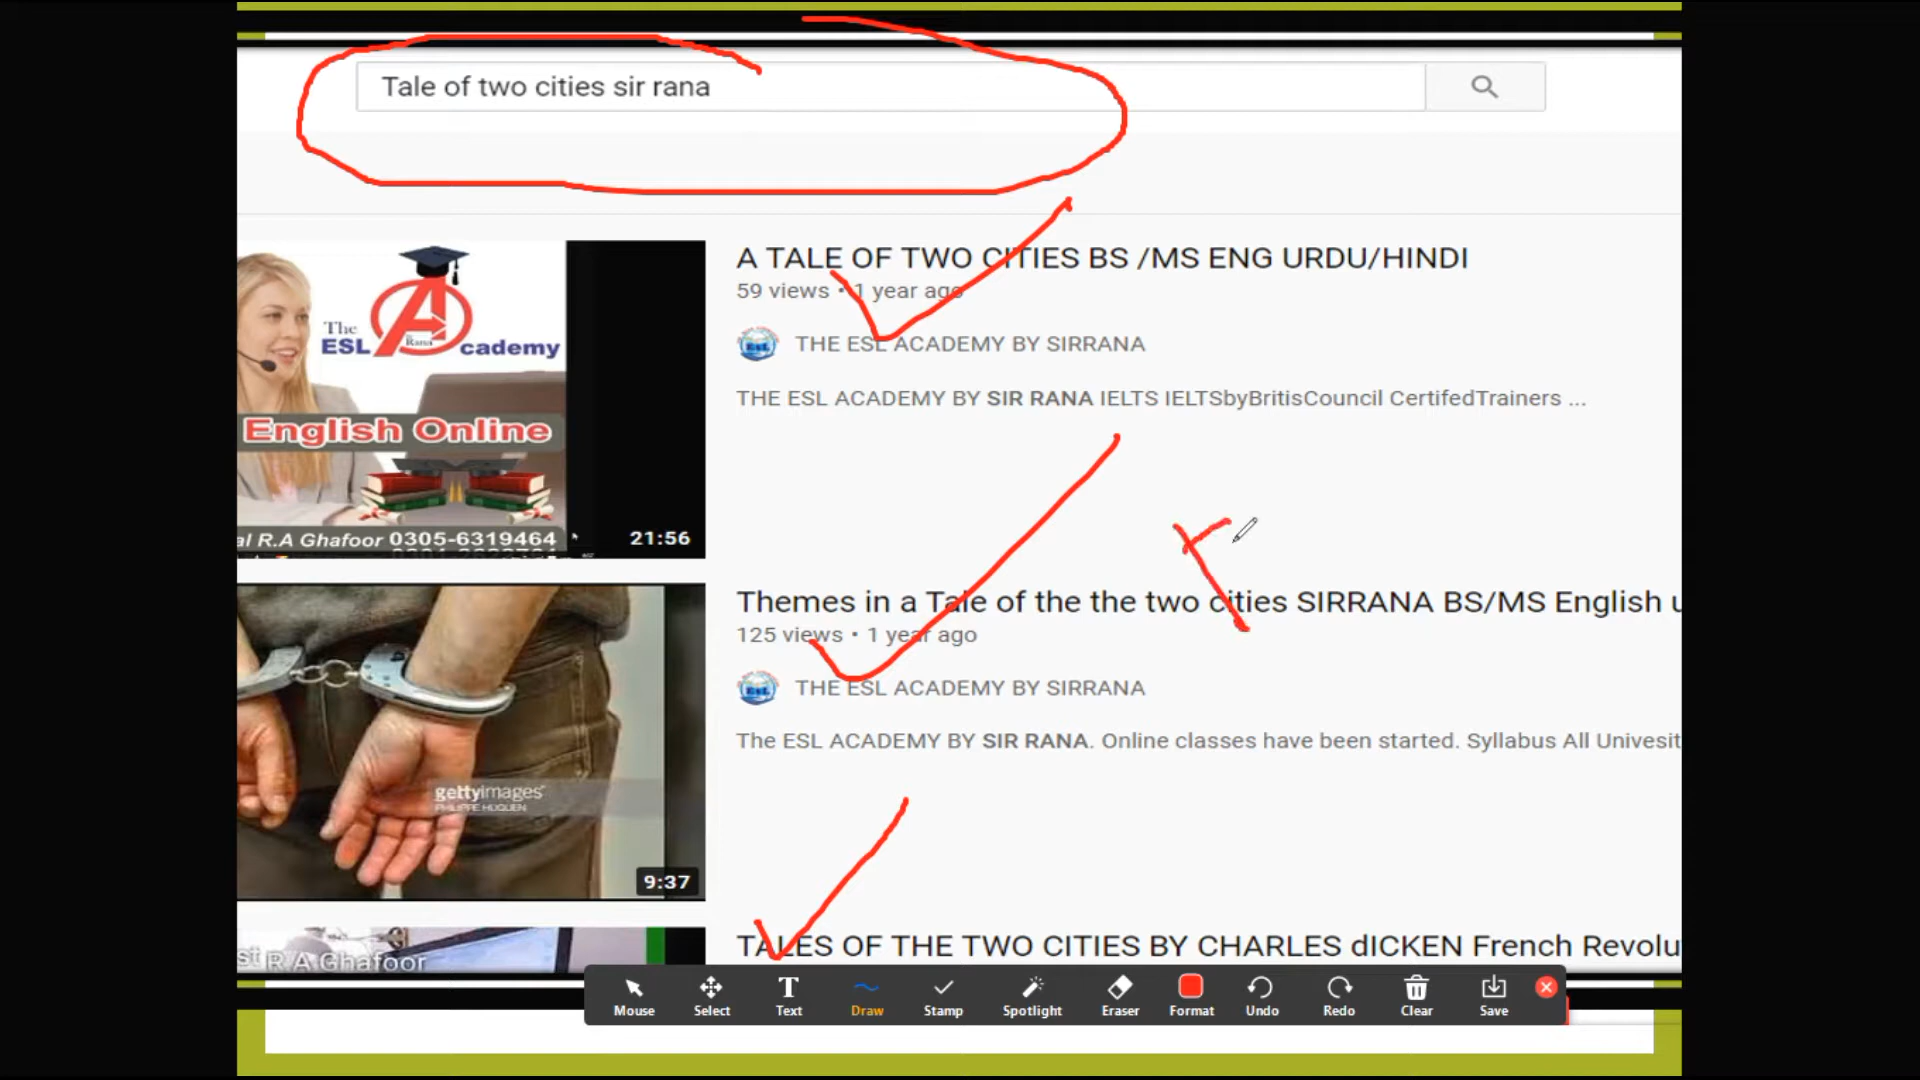 Tale of two cities sir rana
A TALE OF TWO CITIES BS /MS ENG URDU/HINDI
59 views • 1 year ago
THE ESL ACADEMY BY SIRRANA
THE ESL ACADEMY BY SIR RANA IELTS IELTSbyBritisCouncil CertifedTrainers ...
The
ESL Academy
Rana
English Online
al R.A Ghafoor 0305-6319464
21:56
Themes in a Tale of the the two cities SIRRANA BS/MS English u
125 views • 1 year ago
THE ESL ACADEMY BY SIRRANA
The ESL ACADEMY BY SIR RANA. Online classes have been started. Syllabus All Univesit
gettyimages
PHILIPPE HUGUEN
9:37
TALES OF THE TWO CITIES BY CHARLES dICKEN French Revolu
st R.A Ghafoor
Mouse Select Text Draw Stamp Spotlight Eraser Format Undo Redo Clear Save